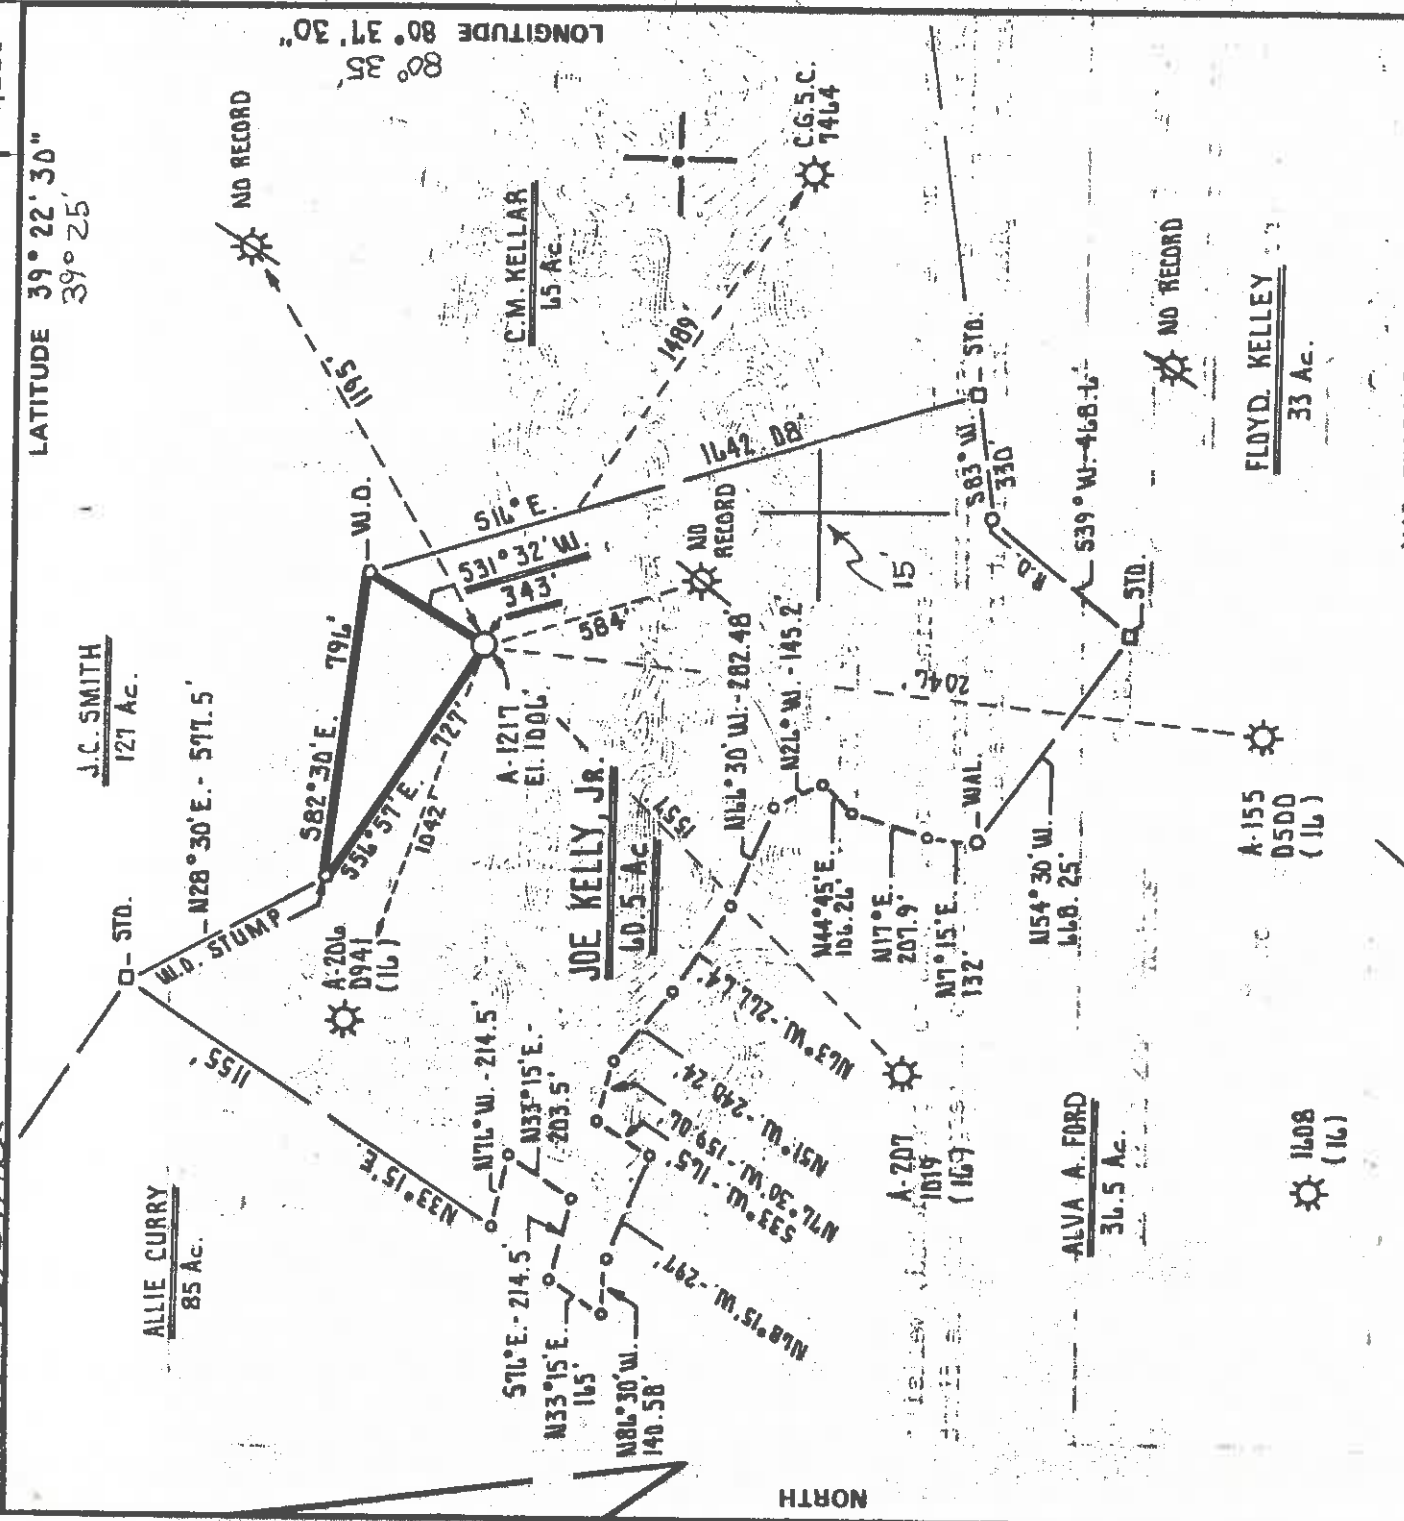 LATITUDE 39° 22' 30"
39° 25'
LONGITUDE 80° 37' 30"
80° 35'
NO RECORD
J.C. SMITH
127 Ac.
C.M. KELLAR
65 Ac.
C.G.S.C.
7464
1195'
1489'
W.O.
796'
S82°30'E.
S16°E.
1642.08'
S31°32'W.
343'
STO.
N28°30'E.- 577.5'
W.O. STUMP
S56°57'E.
727'
1042'
A-206
0941
(16)
A-1217
El. 1006'
JOE KELLY, JR.
60.5 Ac.
584'
NO
RECORD
15'
2046'
1557'
1155'
N33°15'E.
ALLIE CURRY
85 Ac.
N76°W.- 214.5'
N33°15'E.-
203.5'
S76°E.- 214.5'
N33°15'E.
165'
N86°30'W.
140.58'
N68°15'W.-297'
S33°W.- 165'
N76°30'W.-159.06'
N51°W.-240.24'
N63°W.-266.64'
N66°30'W.-282.48'
N26°W.-145.2'
N44°45'E.
106.26'
N17°E.
207.9'
N7°15'E.
132'
WAL.
N54°30'W.
668.25'
STO.
S39°W.-468.6'
R.O.
S83°W.
330'
STO.
NO RECORD
FLOYD KELLEY
33 Ac.
A-155
0500
(16)
A-207
1019
ALVA A. FORD
36.5 Ac.
1608
(16)
NORTH